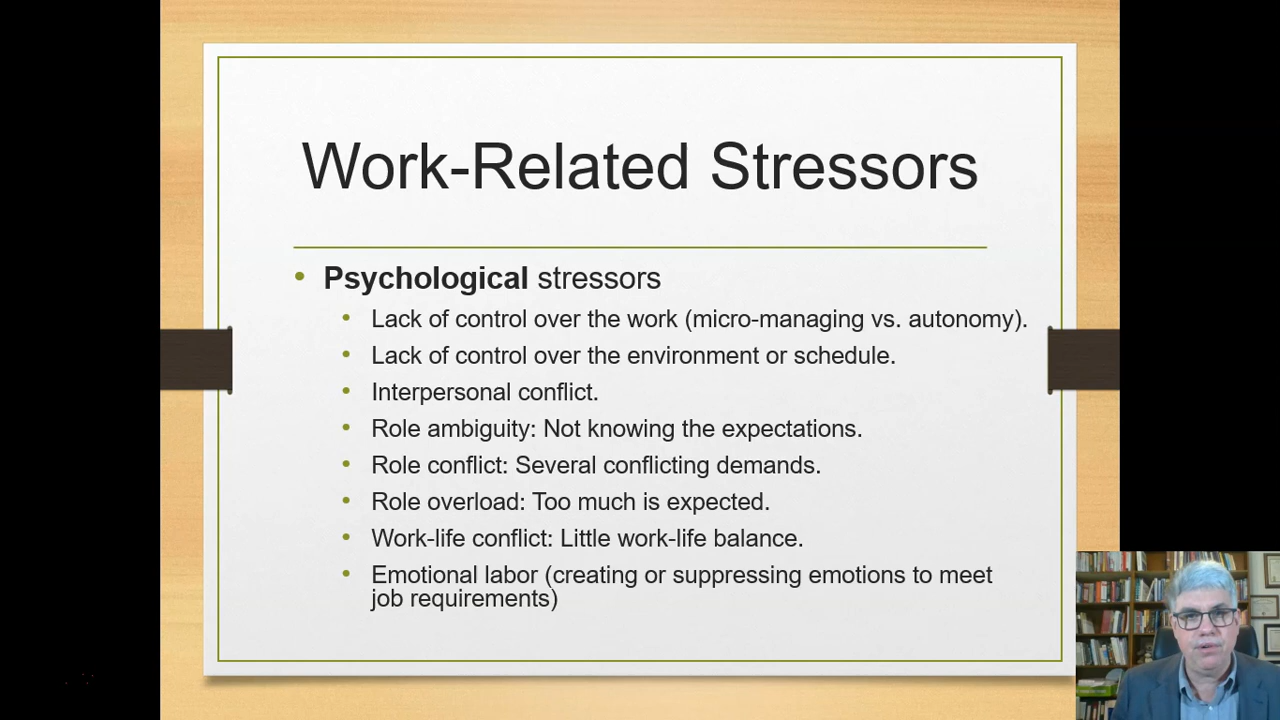 Work-Related Stressors
• Psychological stressors
• Lack of control over the work (micro-managing vs. autonomy).
• Lack of control over the environment or schedule.
• Interpersonal conflict.
• Role ambiguity: Not knowing the expectations.
• Role conflict: Several conflicting demands.
• Role overload: Too much is expected.
• Work-life conflict: Little work-life balance.
• Emotional labor (creating or suppressing emotions to meet
job requirements)